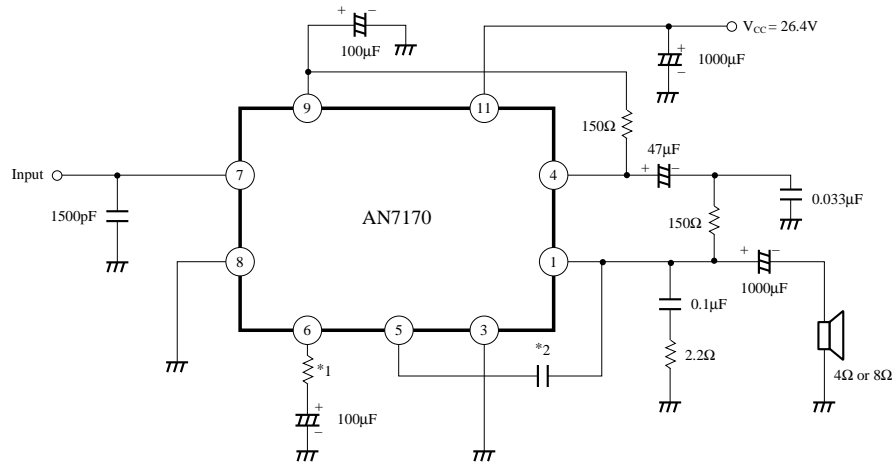 + −
100μF
V_CC = 26.4V
+
−
1000μF
9
11
150Ω
47μF
+ −
Input
7
4
1500pF
0.033μF
AN7170
150Ω
8
1
+ −
1000μF
0.1μF
6
5
3
*2
*1
2.2Ω
4Ω or 8Ω
+
−
100μF